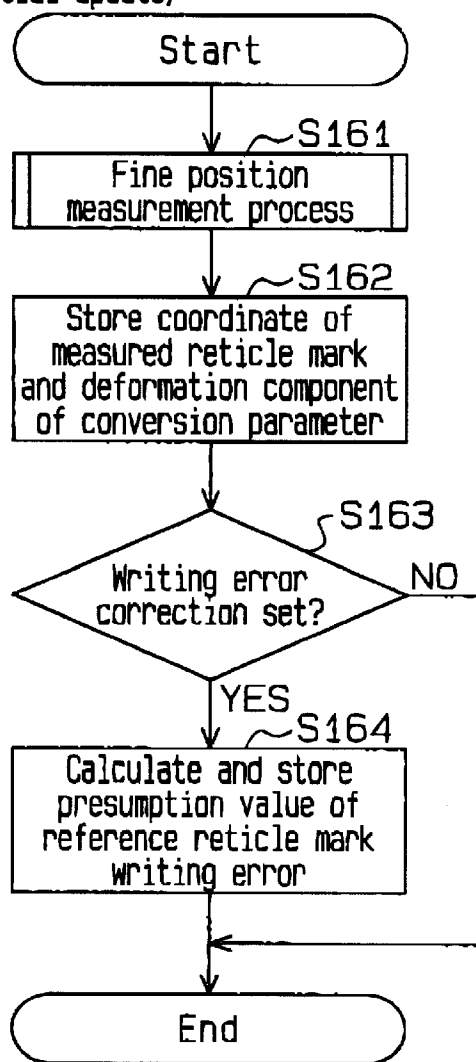 Start
S161
Fine position
measurement process
S162
Store coordinate of
measured reticle mark
and deformation component
of conversion parameter
S163
Writing error
correction set?
NO
YES
S164
Calculate and store
presumption value of
reference reticle mark
writing error
End